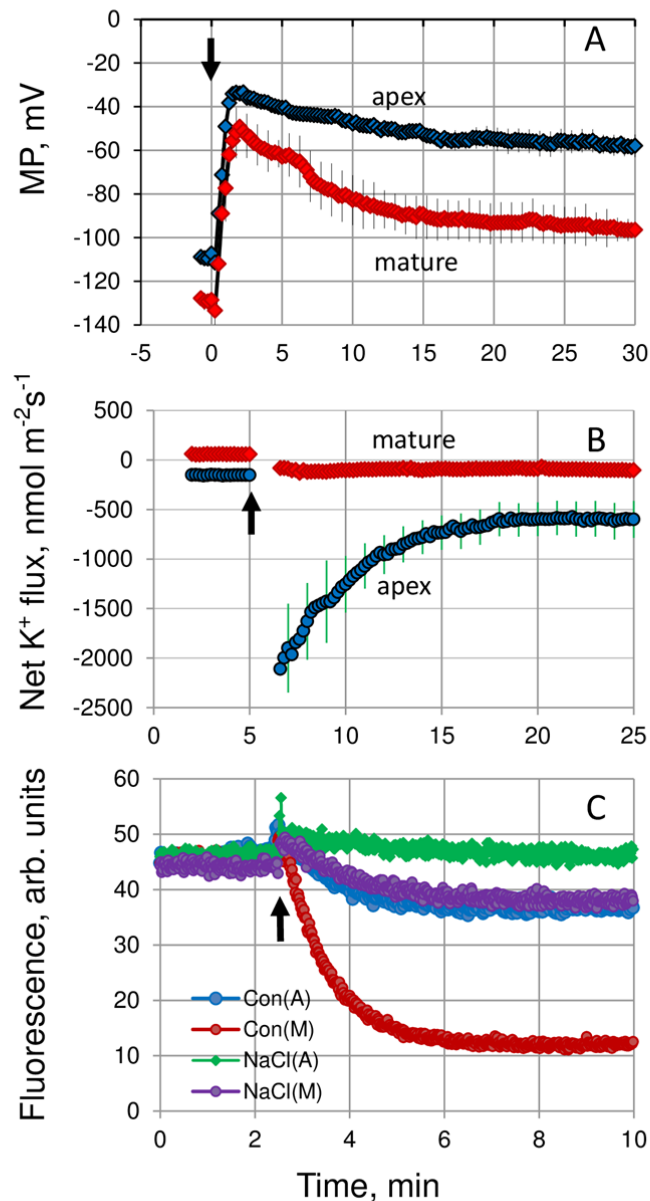 A
MP, mV
0
-20
-40
-60
-80
-100
-120
-140
apex
mature
-5 0 5 10 15 20 25 30
B
Net K⁺ flux, nmol m⁻²s⁻¹
500
0
-500
-1000
-1500
-2000
-2500
mature
apex
0 5 10 15 20 25
C
Fluorescence, arb. units
60
50
40
30
20
10
0
Con(A)
Con(M)
NaCl(A)
NaCl(M)
0 2 4 6 8 10
Time, min